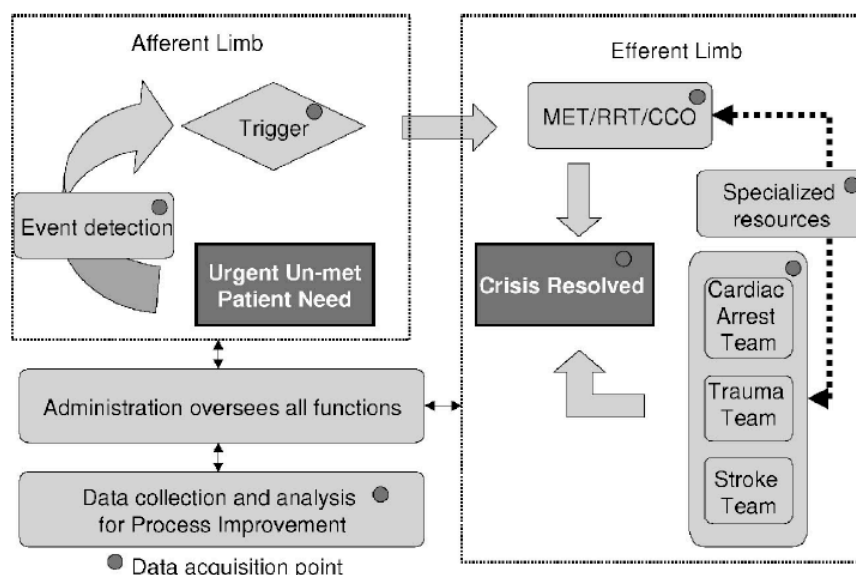 Afferent Limb
Trigger
Event detection
Urgent Un-met
Patient Need
Efferent Limb
MET/RRT/CCO
Specialized
resources
Crisis Resolved
Cardiac
Arrest
Team
Trauma
Team
Stroke
Team
Administration oversees all functions
Data collection and analysis
for Process Improvement
Data acquisition point